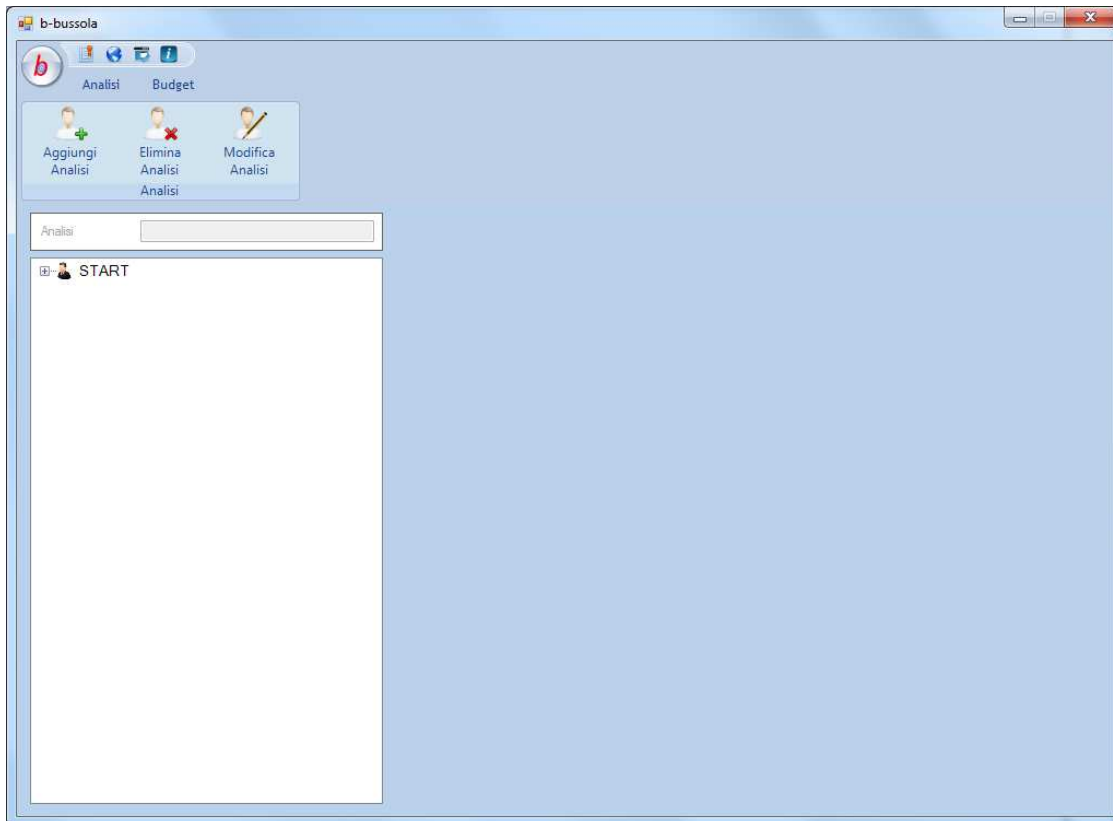 b-bussola
b
Analisi Budget
Aggiungi Analisi
Elimina Analisi
Modifica Analisi
Analisi
Analisi
START